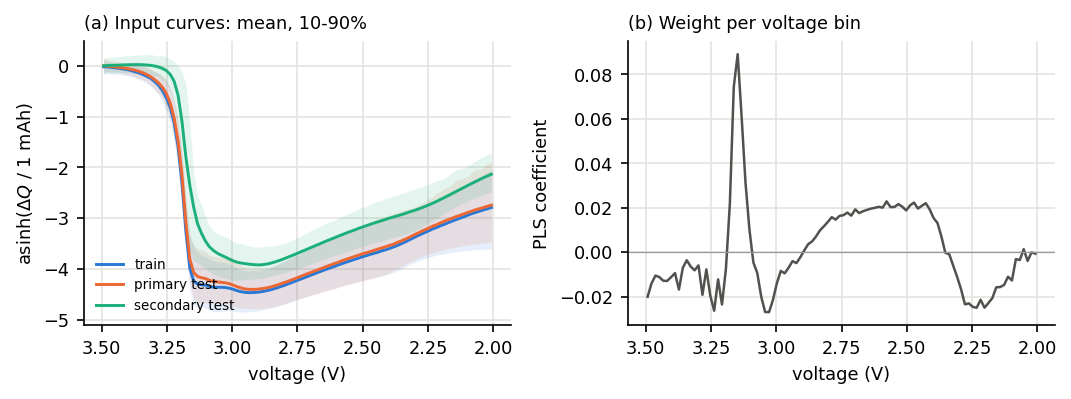 (a) Input curves: mean, 10-90%
0
−1
−2
−3
−4
−5
asinh(ΔQ / 1 mAh)
train
primary test
secondary test
3.50 3.25 3.00 2.75 2.50 2.25 2.00
voltage (V)
(b) Weight per voltage bin
0.08
0.06
0.04
0.02
0.00
−0.02
PLS coefficient
3.50 3.25 3.00 2.75 2.50 2.25 2.00
voltage (V)